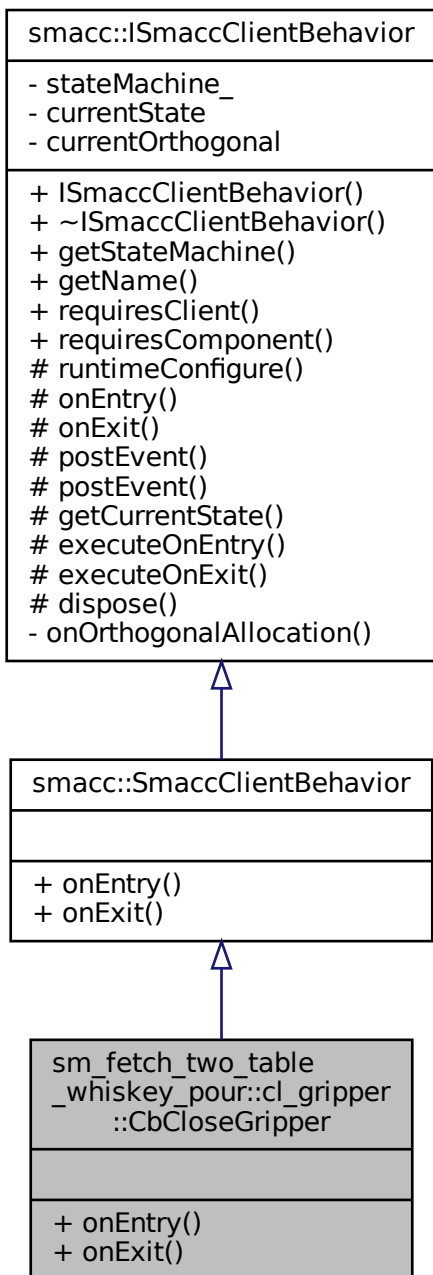 smacc::ISmaccClientBehavior
- stateMachine_
- currentState
- currentOrthogonal
+ ISmaccClientBehavior()
+ ~ISmaccClientBehavior()
+ getStateMachine()
+ getName()
+ requiresClient()
+ requiresComponent()
# runtimeConfigure()
# onEntry()
# onExit()
# postEvent()
# postEvent()
# getCurrentState()
# executeOnEntry()
# executeOnExit()
# dispose()
- onOrthogonalAllocation()
smacc::SmaccClientBehavior
+ onEntry()
+ onExit()
sm_fetch_two_table
_whiskey_pour::cl_gripper
::CbCloseGripper
+ onEntry()
+ onExit()